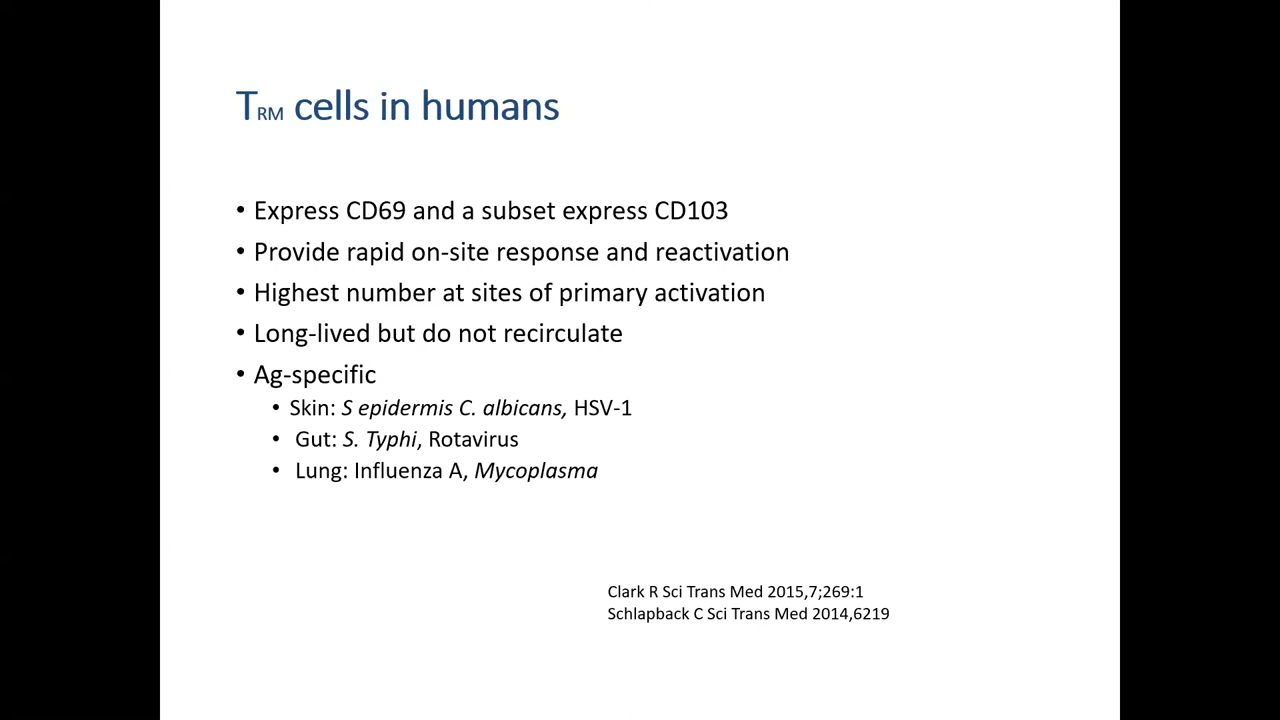 TRM cells in humans
• Express CD69 and a subset express CD103
• Provide rapid on-site response and reactivation
• Highest number at sites of primary activation
• Long-lived but do not recirculate
• Ag-specific
• Skin: S epidermis C. albicans, HSV-1
• Gut: S. Typhi, Rotavirus
• Lung: Influenza A, Mycoplasma
Clark R Sci Trans Med 2015,7;269:1
Schlapback C Sci Trans Med 2014,6219